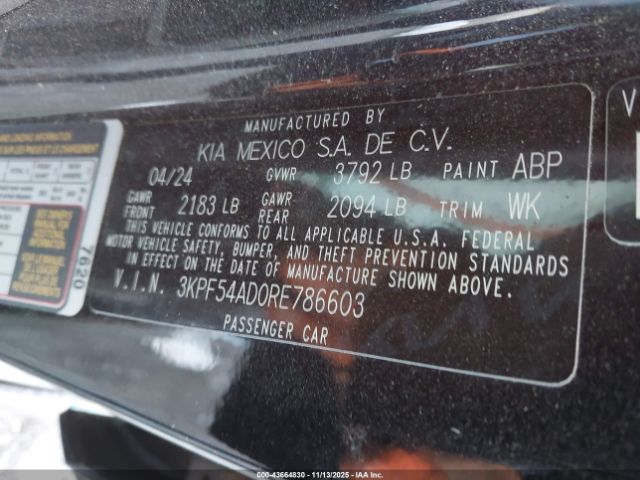 MANUFACTURED BY
KIA MEXICO S.A. DE C.V.
04/24 GVWR 3792 LB PAINT ABP
GAWR FRONT 2183 LB GAWR REAR 2094 LB TRIM WK
THIS VEHICLE CONFORMS TO ALL APPLICABLE U.S.A. FEDERAL
MOTOR VEHICLE SAFETY, BUMPER, AND THEFT PREVENTION STANDARDS
IN EFFECT ON THE DATE OF MANUFACTURE SHOWN ABOVE.
V.I.N. 3KPF54AD0RE786603
PASSENGER CAR
7620
V
000-43664830 - 11/13/2025 - IAA Inc.